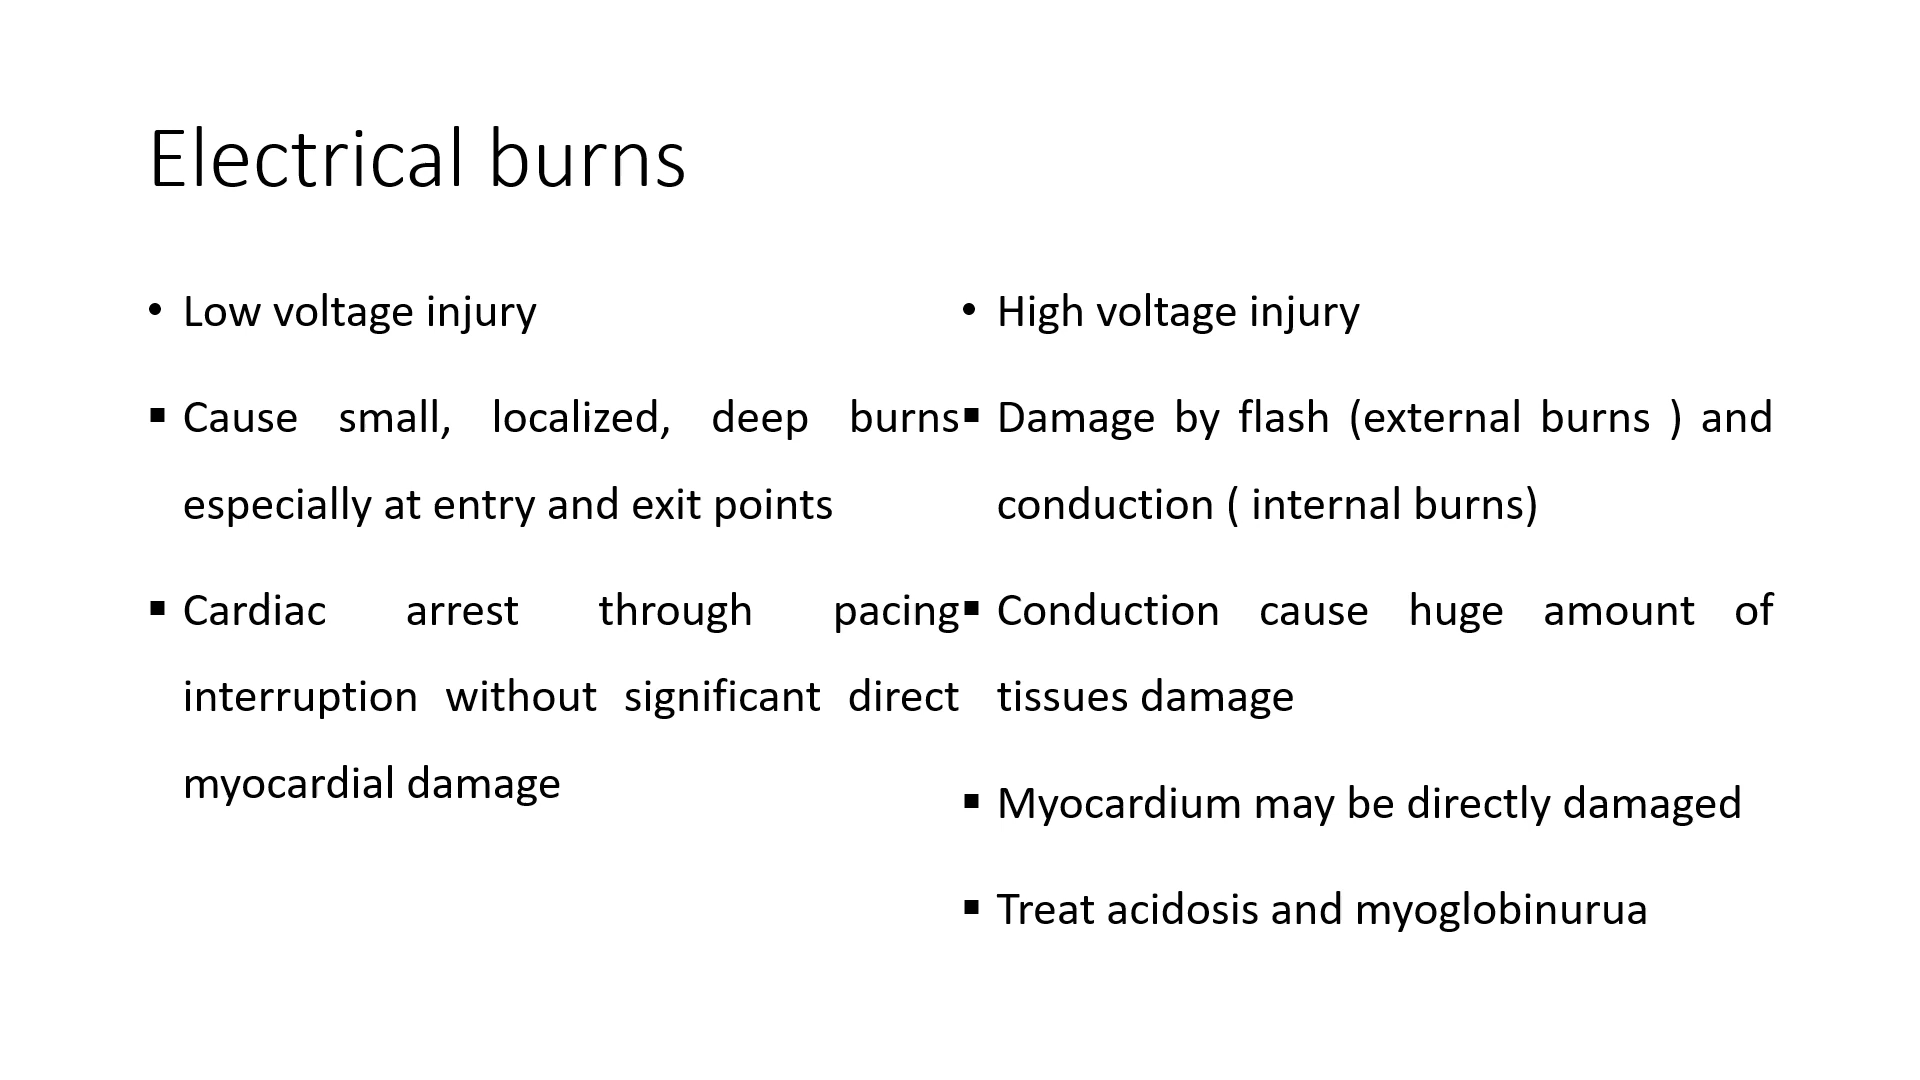 Electrical burns
• Low voltage injury
▪ Cause small, localized, deep burns
especially at entry and exit points
▪ Cardiac arrest through pacing
interruption without significant direct
myocardial damage
• High voltage injury
▪ Damage by flash (external burns ) and
conduction ( internal burns)
▪ Conduction cause huge amount of
tissues damage
▪ Myocardium may be directly damaged
▪ Treat acidosis and myoglobinurua